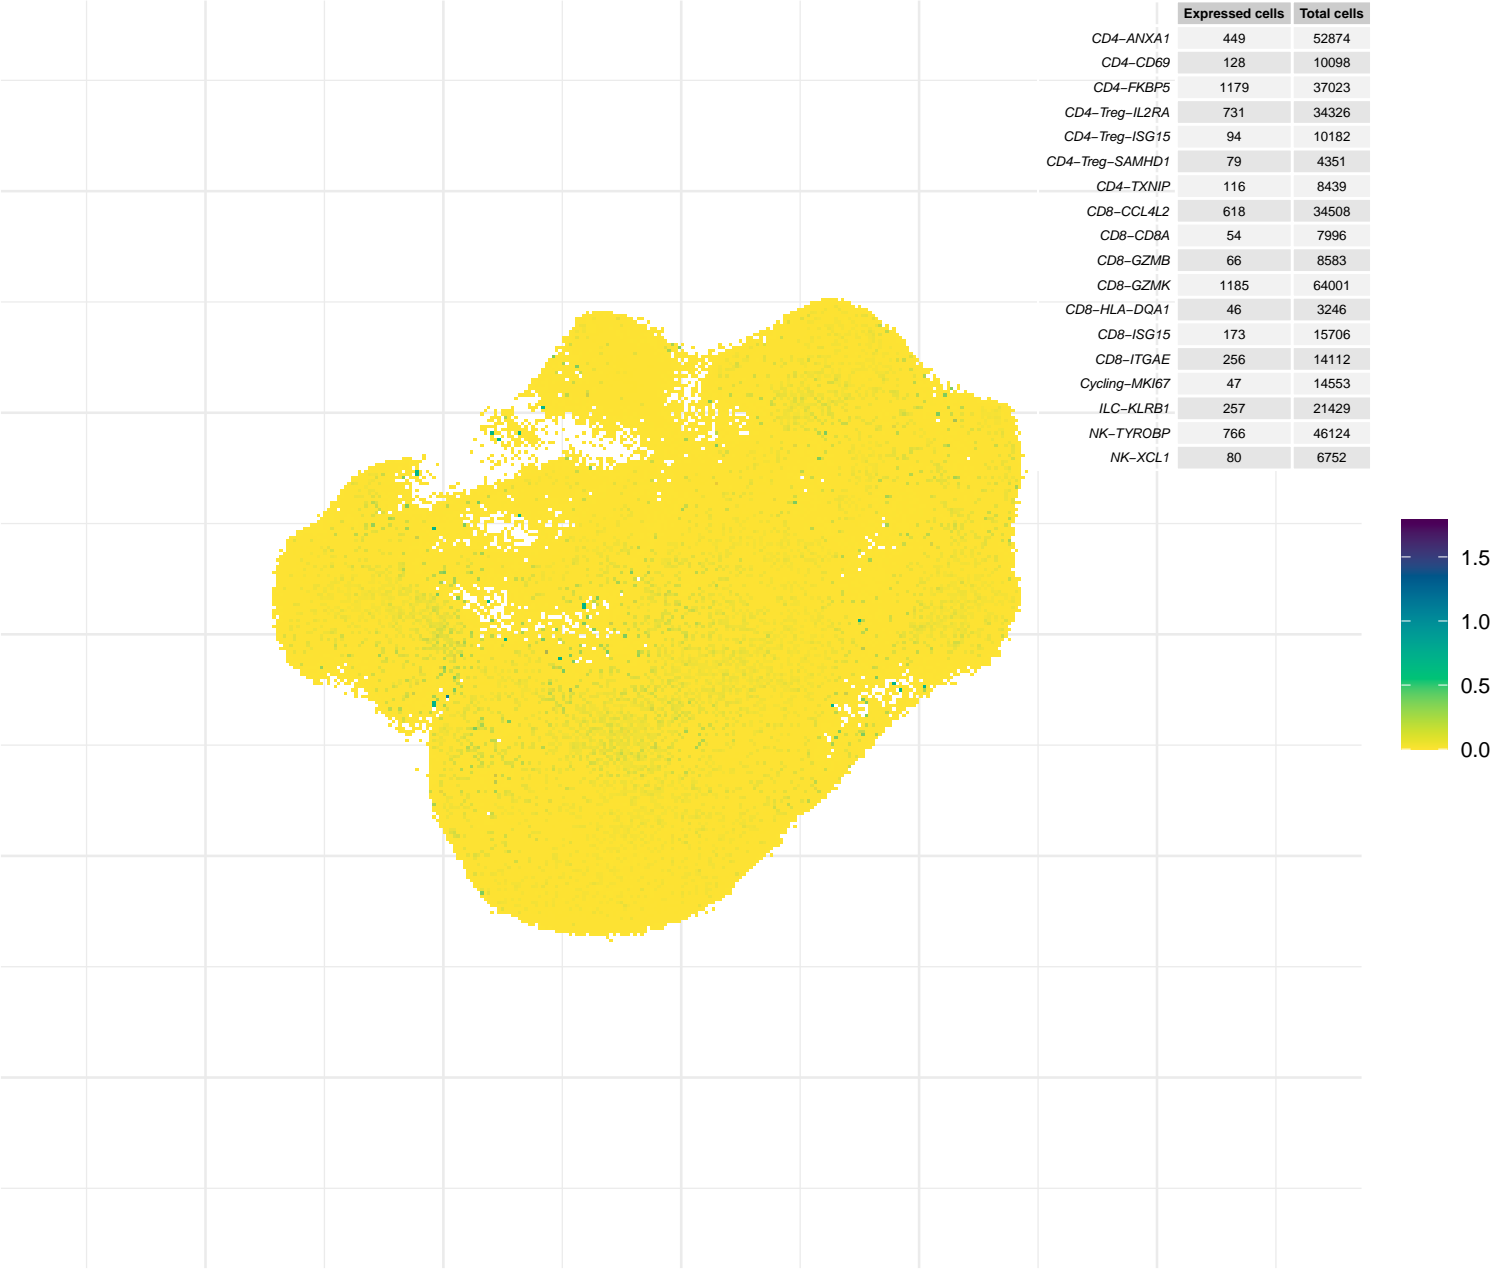 Expressed cells Total cells
CD4−ANXA1 449 52874
CD4−CD69 128 10098
CD4−FKBP5 1179 37023
CD4−Treg−IL2RA 731 34326
CD4−Treg−ISG15 94 10182
CD4−Treg−SAMHD1 79 4351
CD4−TXNIP 116 8439
CD8−CCL4L2 618 34508
CD8−CD8A 54 7996
CD8−GZMB 66 8583
CD8−GZMK 1185 64001
CD8−HLA−DQA1 46 3246
CD8−ISG15 173 15706
CD8−ITGAE 256 14112
Cycling−MKI67 47 14553
ILC−KLRB1 257 21429
NK−TYROBP 766 46124
NK−XCL1 80 6752
1.5
1.0
0.5
0.0